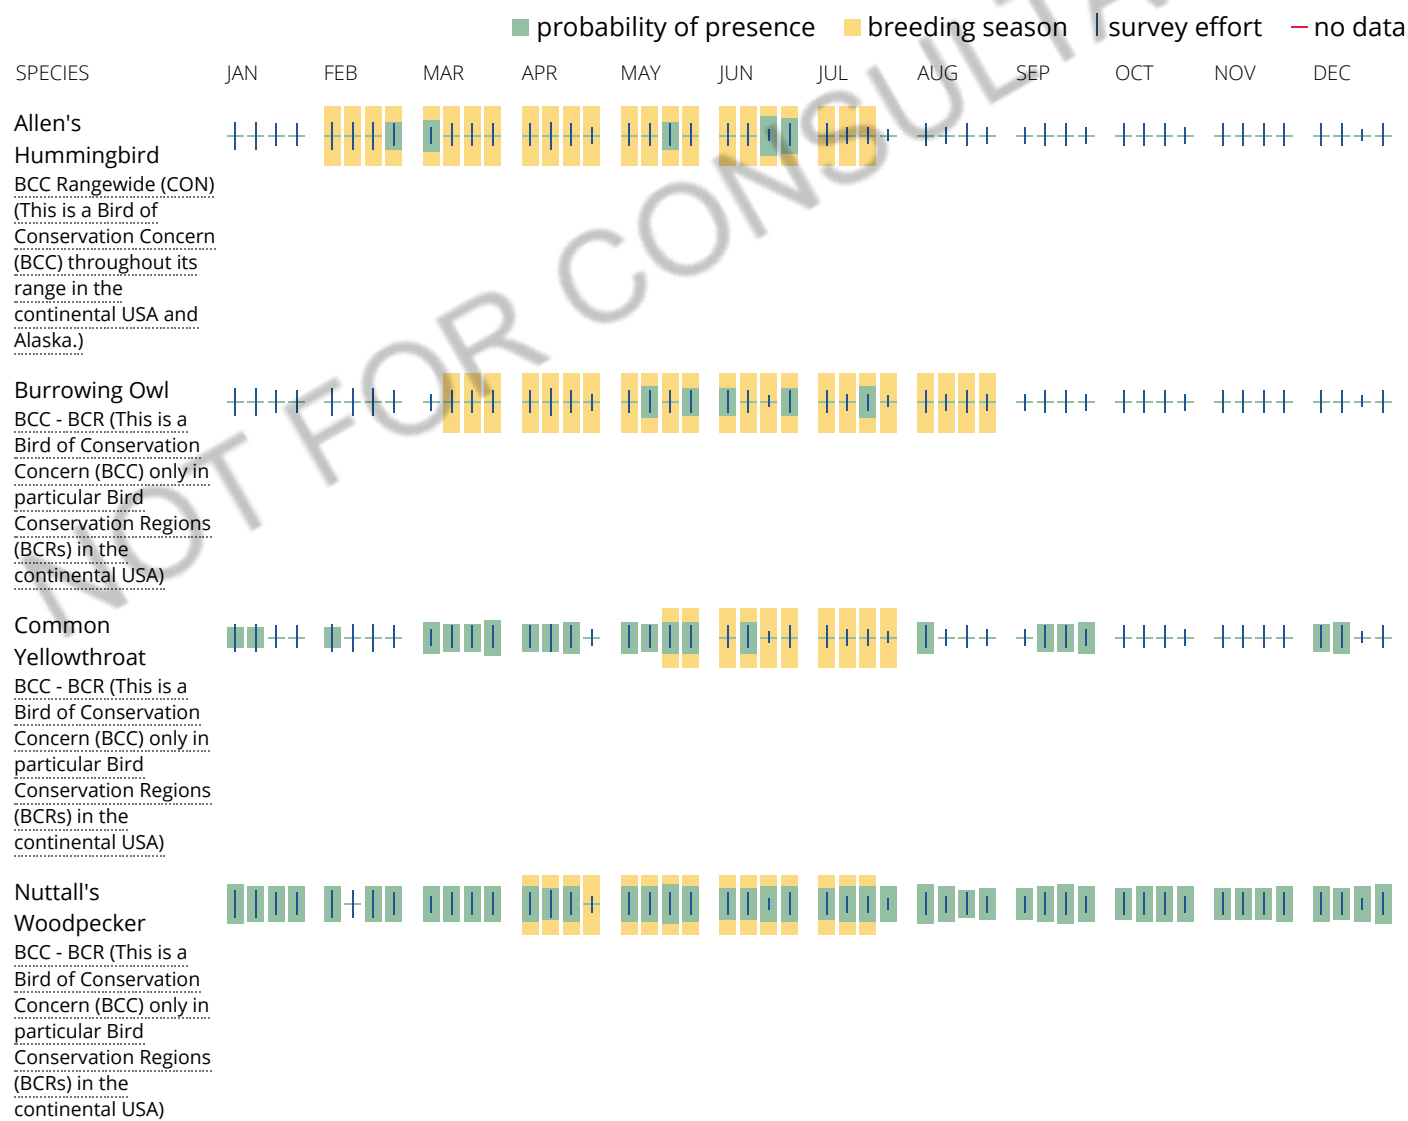 probability of presence breeding season survey effort no data
SPECIES JAN FEB MAR APR MAY JUN JUL AUG SEP OCT NOV DEC
Allen's
Hummingbird
BCC Rangewide (CON)
(This is a Bird of
Conservation Concern
(BCC) throughout its
range in the
continental USA and
Alaska.)
Burrowing Owl
BCC - BCR (This is a
Bird of Conservation
Concern (BCC) only in
particular Bird
Conservation Regions
(BCRs) in the
continental USA)
Common
Yellowthroat
BCC - BCR (This is a
Bird of Conservation
Concern (BCC) only in
particular Bird
Conservation Regions
(BCRs) in the
continental USA)
Nuttall's
Woodpecker
BCC - BCR (This is a
Bird of Conservation
Concern (BCC) only in
particular Bird
Conservation Regions
(BCRs) in the
continental USA)
NOT FOR CONSULTA